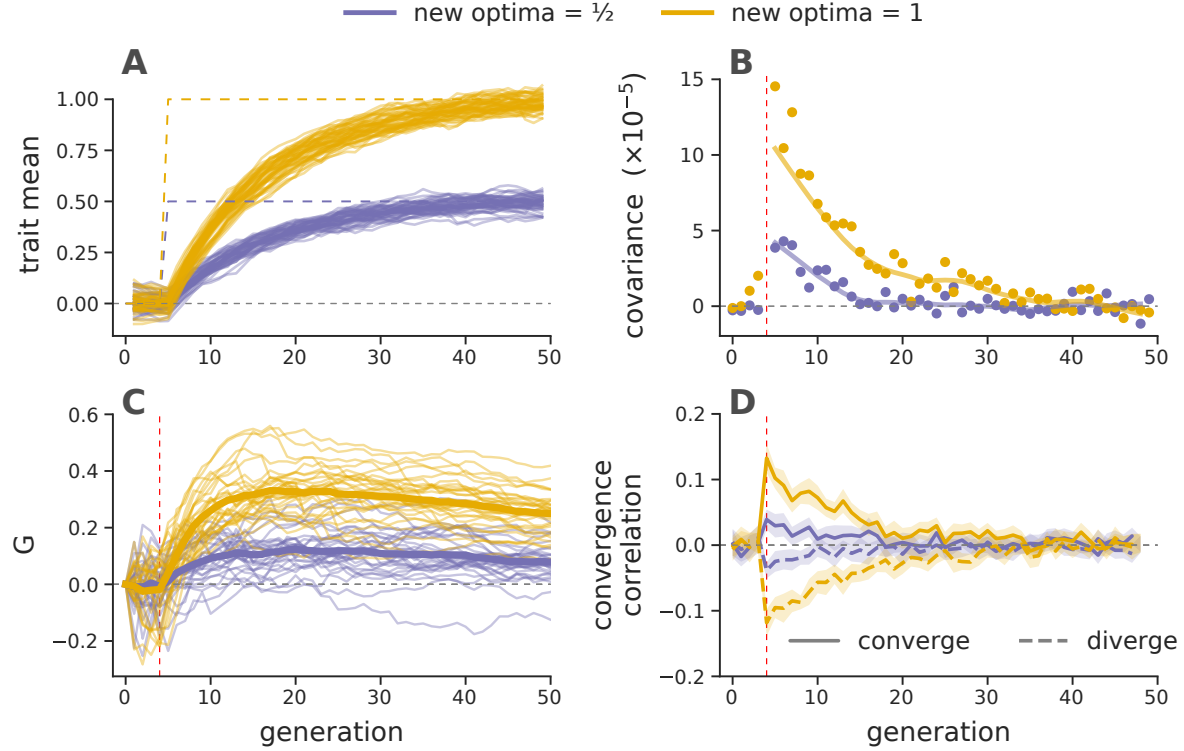 new optima = ½ new optima = 1
A
trait mean
1.00
0.75
0.50
0.25
0.00
0 10 20 30 40 50
B
covariance (×10⁻⁵)
15
10
5
0
0 10 20 30 40 50
C
G
0.6
0.4
0.2
0.0
−0.2
0 10 20 30 40 50
generation
D
convergence
correlation
0.2
0.1
0.0
−0.1
−0.2
converge diverge
0 10 20 30 40 50
generation